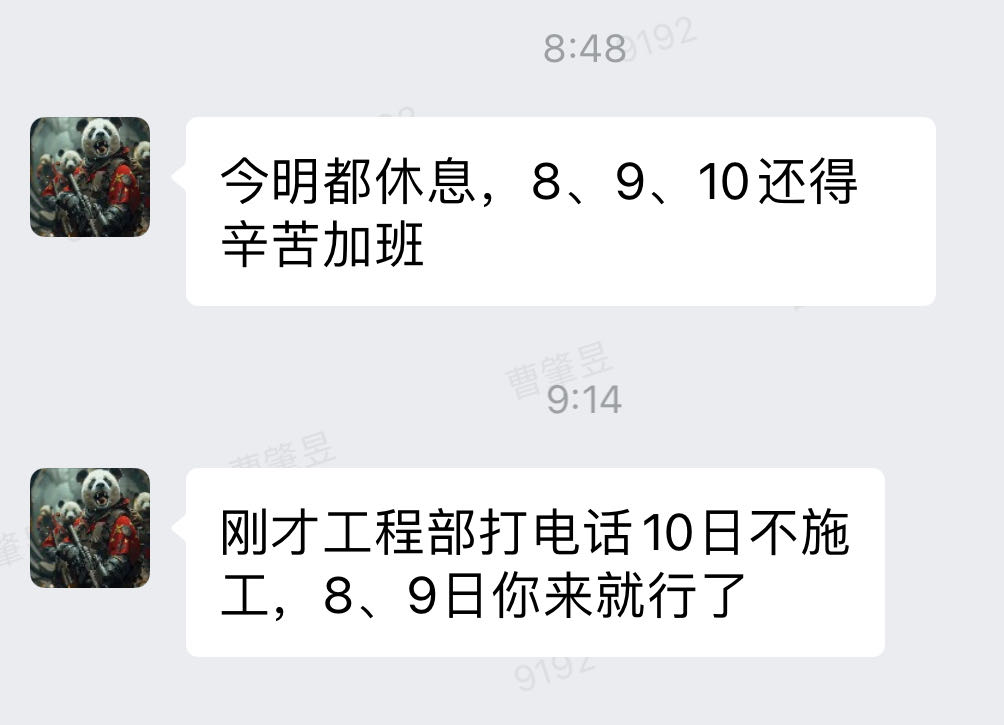 8:48
9192
今明都休息，8、9、10还得
辛苦加班
曹肇昱
9:14
曹肇昱
刚才工程部打电话10日不施
工，8、9日你来就行了
9192